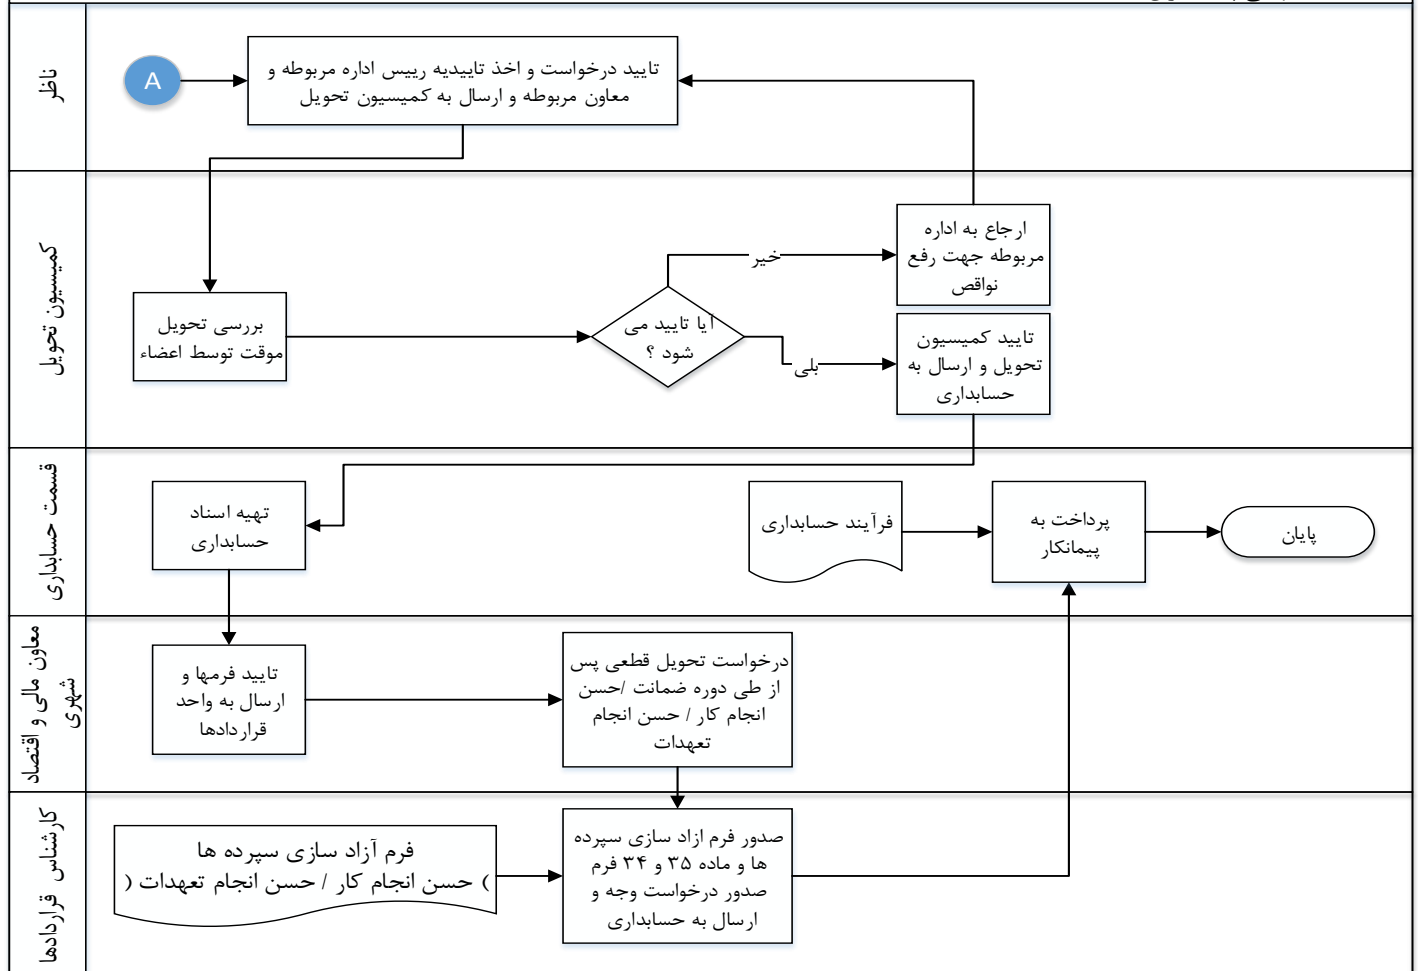 ناظر
A
تایید درخواست و اخذ تاییدیه رییس اداره مربوطه و
معاون مربوطه و ارسال به کمیسیون تحویل
کمیسیون تحویل
بررسی تحویل
موقت توسط اعضاء
آیا تایید می
شود ؟
خیر
بلی
ارجاع به اداره
مربوطه جهت رفع
نواقص
تایید کمیسیون
تحویل و ارسال به
حسابداری
قسمت حسابداری
تهیه اسناد
حسابداری
فرآیند حسابداری
پرداخت به
پیمانکار
پایان
معاون مالی و اقتصاد
شهری
تایید فرمها و
ارسال به واحد
قراردادها
درخواست تحویل قطعی پس
از طی دوره ضمانت /حسن
انجام کار / حسن انجام
تعهدات
کارشناس قراردادها
فرم آزاد سازی سپرده ها
( حسن انجام کار / حسن انجام تعهدات )
صدور فرم ازاد سازی سپرده
ها و ماده ۳۵ و ۳۴ فرم
صدور درخواست وجه و
ارسال به حسابداری